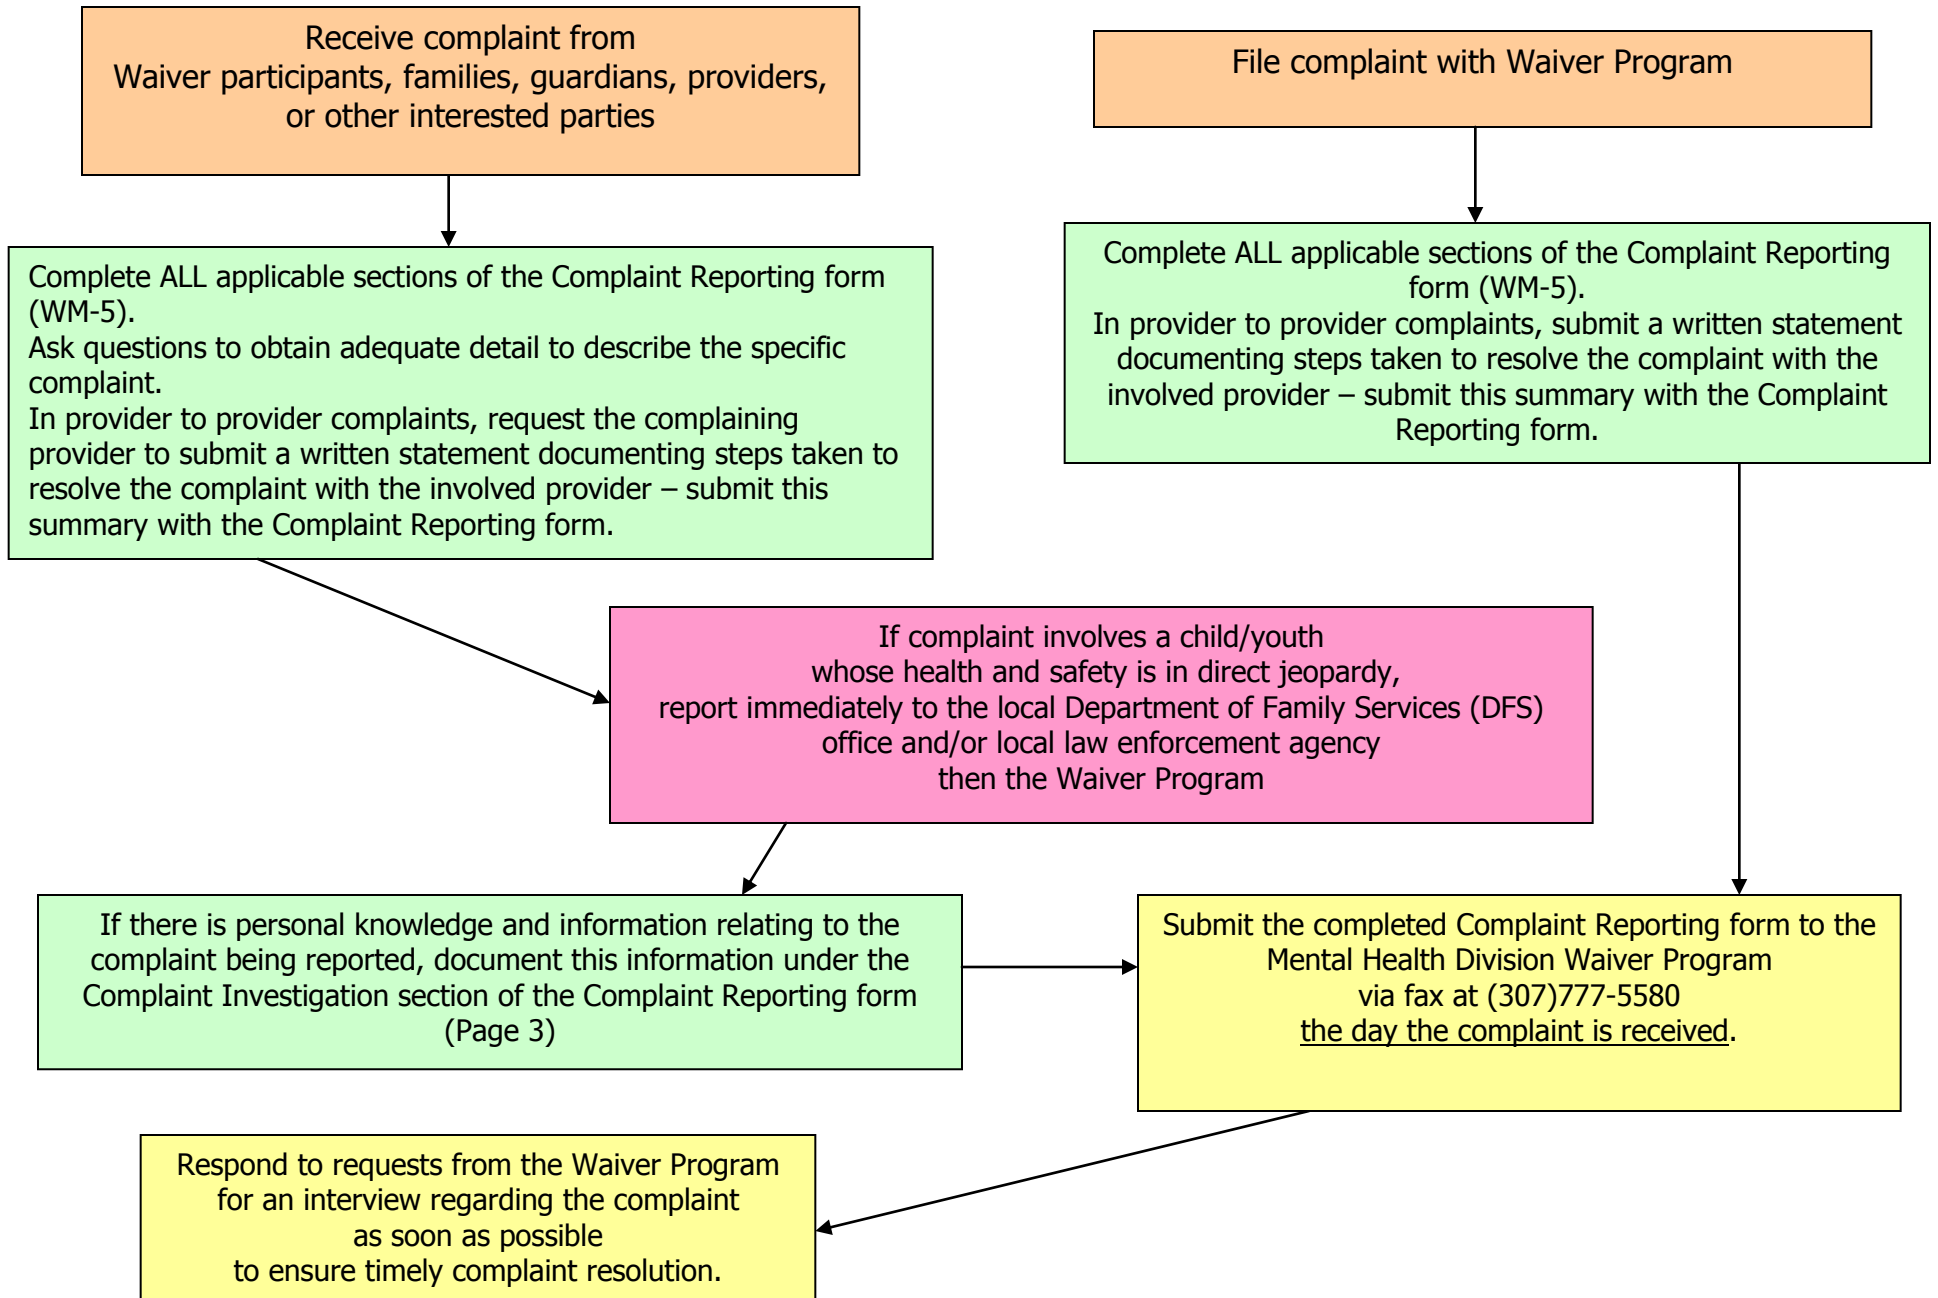 Receive complaint from
Waiver participants, families, guardians, providers,
or other interested parties
File complaint with Waiver Program
Complete ALL applicable sections of the Complaint Reporting form
(WM-5).
Ask questions to obtain adequate detail to describe the specific
complaint.
In provider to provider complaints, request the complaining
provider to submit a written statement documenting steps taken to
resolve the complaint with the involved provider – submit this
summary with the Complaint Reporting form.
Complete ALL applicable sections of the Complaint Reporting
form (WM-5).
In provider to provider complaints, submit a written statement
documenting steps taken to resolve the complaint with the
involved provider – submit this summary with the Complaint
Reporting form.
If complaint involves a child/youth
whose health and safety is in direct jeopardy,
report immediately to the local Department of Family Services (DFS)
office and/or local law enforcement agency
then the Waiver Program
If there is personal knowledge and information relating to the
complaint being reported, document this information under the
Complaint Investigation section of the Complaint Reporting form
(Page 3)
Submit the completed Complaint Reporting form to the
Mental Health Division Waiver Program
via fax at (307)777-5580
the day the complaint is received.
Respond to requests from the Waiver Program
for an interview regarding the complaint
as soon as possible
to ensure timely complaint resolution.